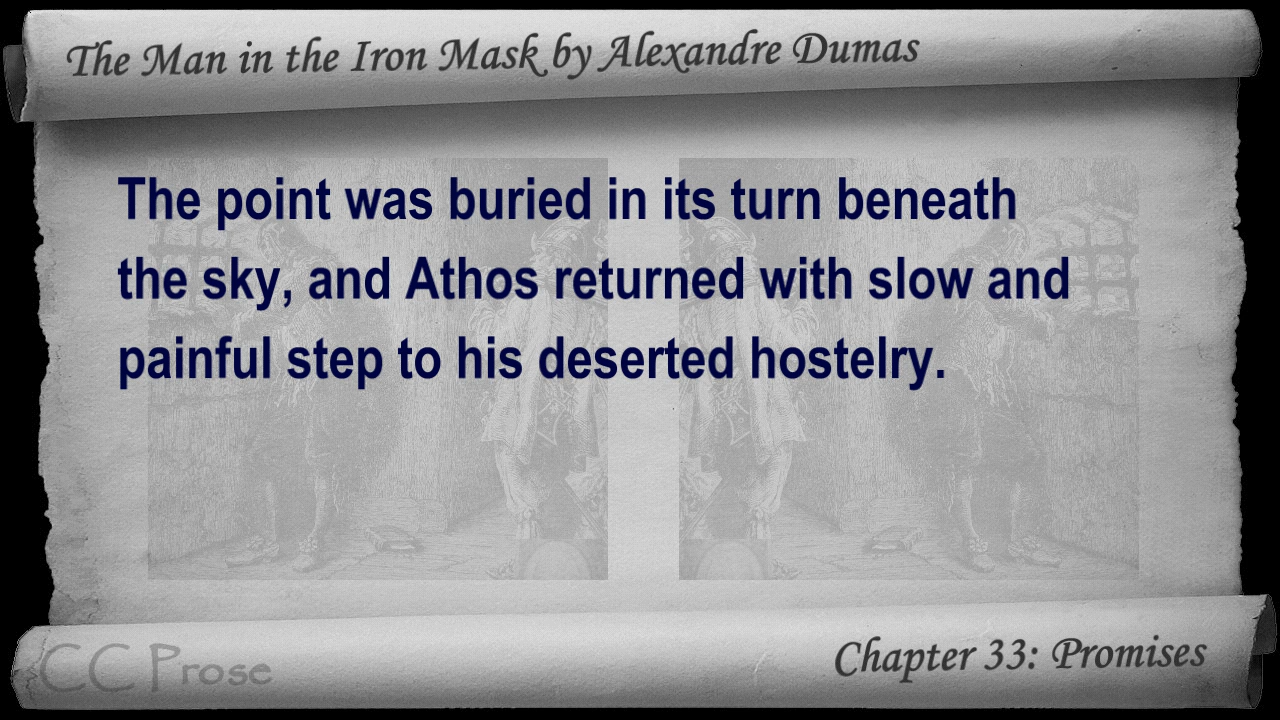 The Man in the Iron Mask by Alexandre Dumas
The point was buried in its turn beneath
the sky, and Athos returned with slow and
painful step to his deserted hostelry.
CC Prose
Chapter 33: Promises